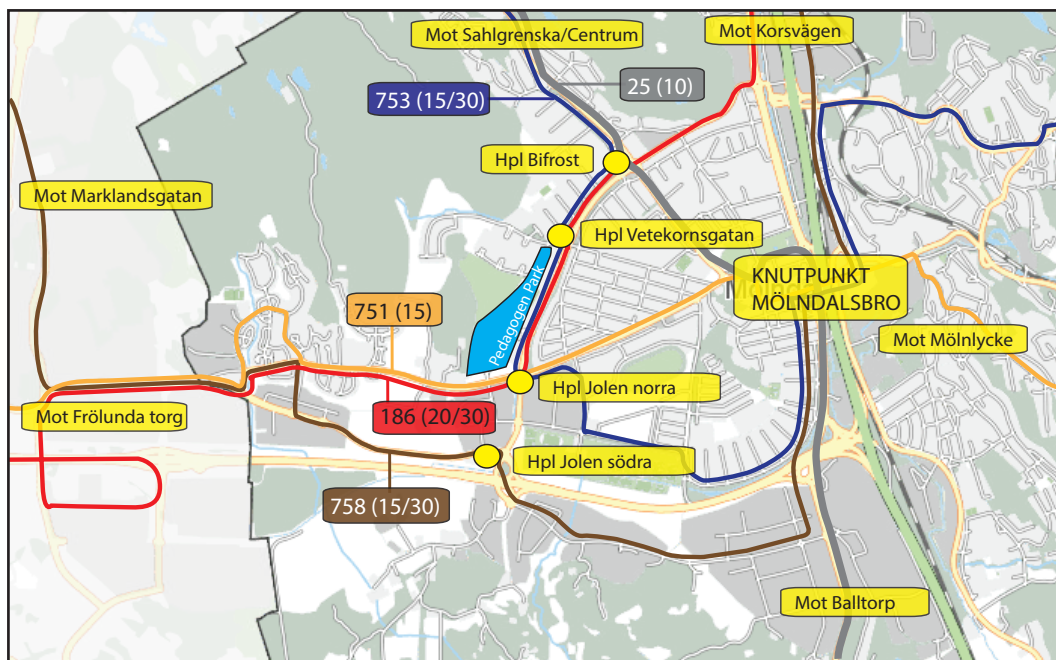 Mot Sahlgrenska/Centrum
Mot Korsvägen
753 (15/30)
25 (10)
Hpl Bifrost
Mot Marklandsgatan
Hpl Vetekornsgatan
KNUTPUNKT
MÖLNDALSBRO
751 (15)
Pedagogen Park
Mot Mölnlycke
Hpl Jolen norra
Mot Frölunda torg
186 (20/30)
Hpl Jolen södra
758 (15/30)
Mot Balltorp